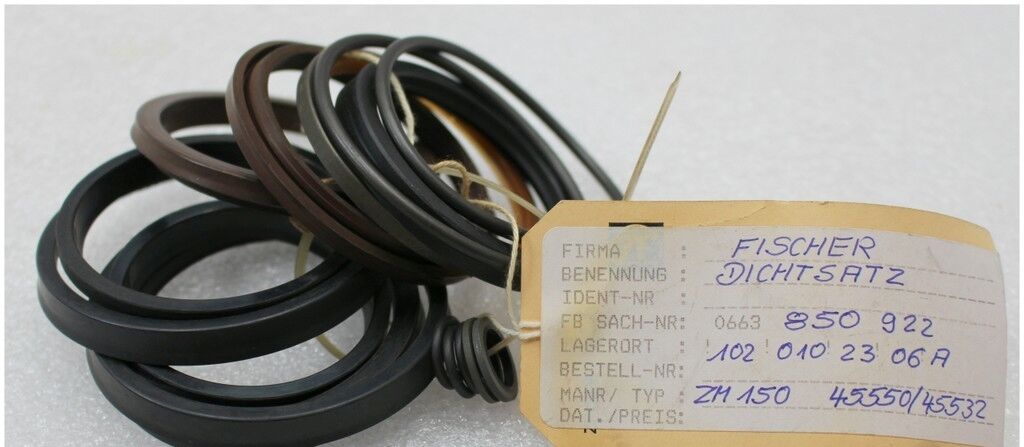 FIRMA : FISCHER
BENENNUNG : DICHTSATZ
IDENT-NR :
FB SACH-NR: 0663 850 922
LAGERORT : 102 010 23 06A
BESTELL-NR:
MANR/ TYP : ZM 150 45550/45532
DAT./PREIS: